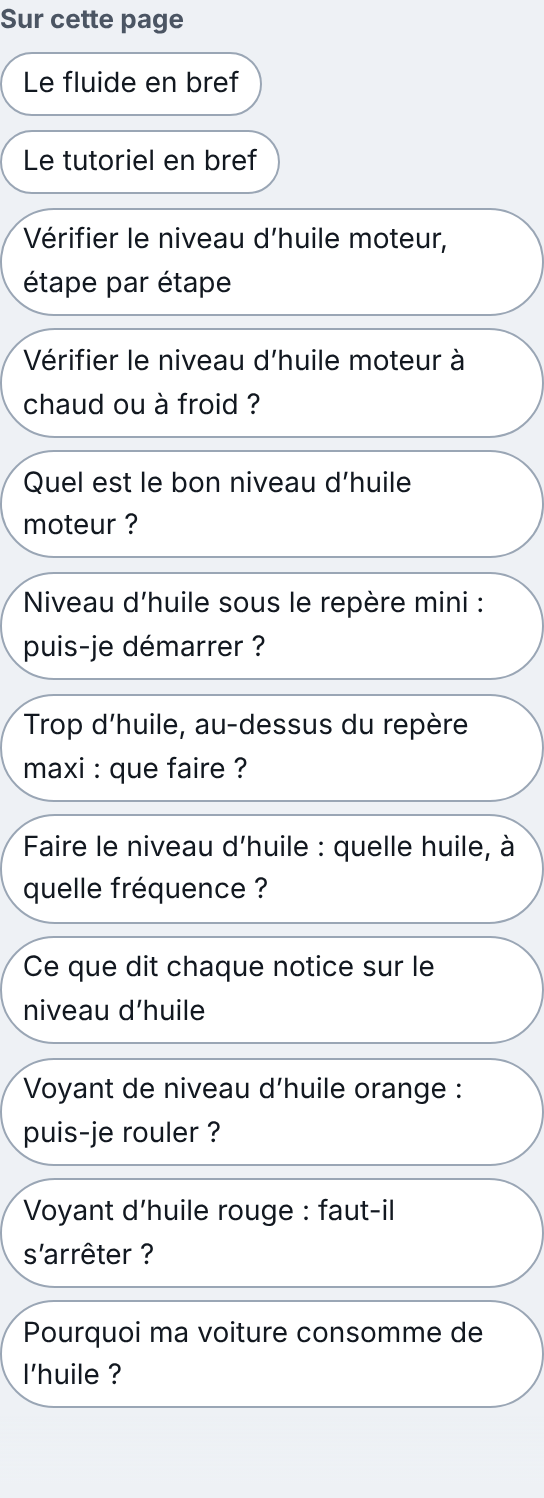 Sur cette page
Le fluide en bref
Le tutoriel en bref
Vérifier le niveau d’huile moteur,
étape par étape
Vérifier le niveau d’huile moteur à
chaud ou à froid ?
Quel est le bon niveau d’huile
moteur ?
Niveau d’huile sous le repère mini :
puis-je démarrer ?
Trop d’huile, au-dessus du repère
maxi : que faire ?
Faire le niveau d’huile : quelle huile, à
quelle fréquence ?
Ce que dit chaque notice sur le
niveau d’huile
Voyant de niveau d’huile orange :
puis-je rouler ?
Voyant d’huile rouge : faut-il
s’arrêter ?
Pourquoi ma voiture consomme de
l’huile ?